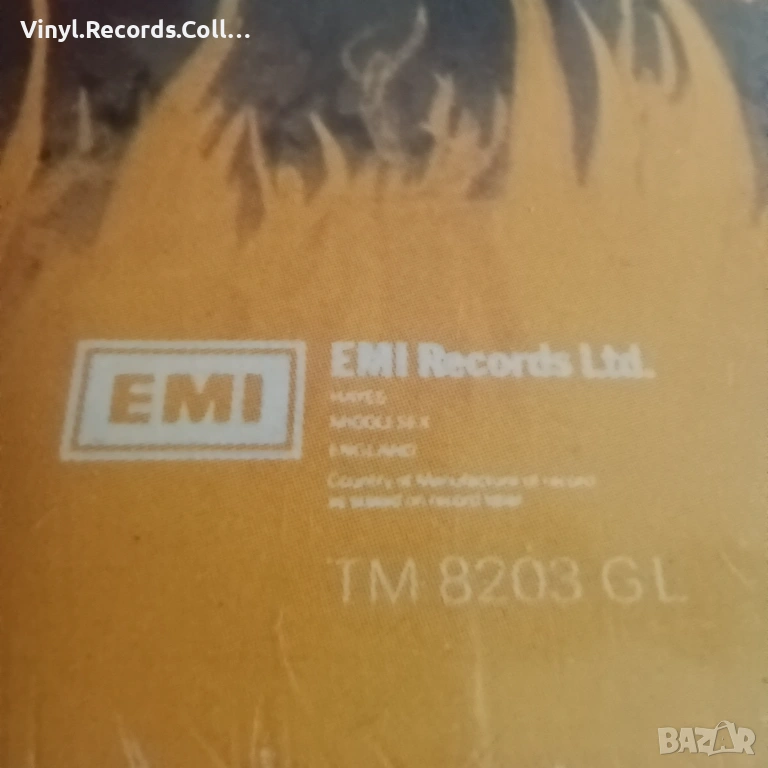 Vinyl.Records.Coll...
EMI
EMI Records Ltd.
HAYES
MIDDLESEX
ENGLAND
Country of Manufacture of record
as stated on record label
TM 8203 GL
BAZAR